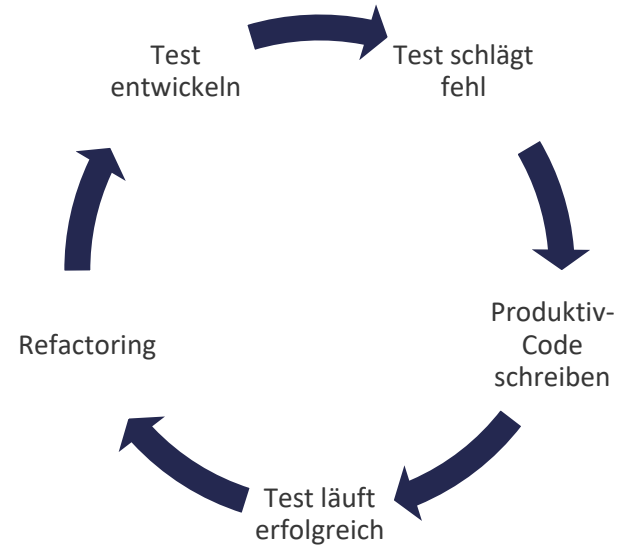 Test
entwickeln
Test schlägt
fehl
Produktiv-
Code
schreiben
Test läuft
erfolgreich
Refactoring